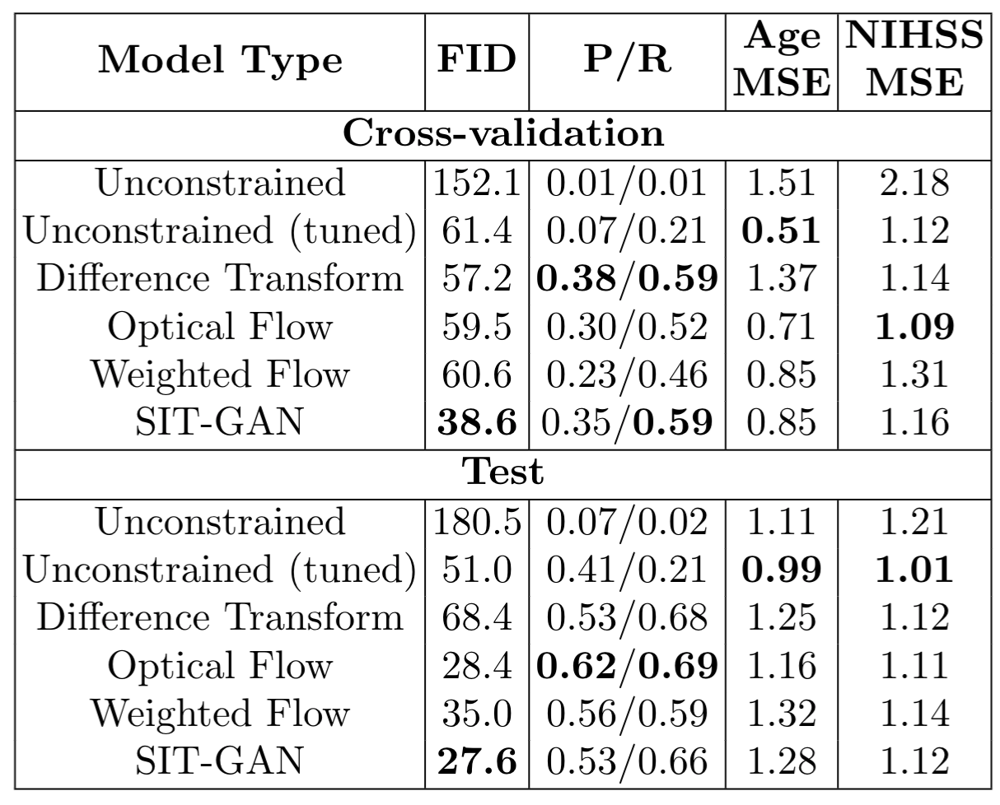 Model Type FID P/R Age MSE NIHSS MSE
Cross-validation
Unconstrained 152.1 0.01/0.01 1.51 2.18
Unconstrained (tuned) 61.4 0.07/0.21 0.51 1.12
Difference Transform 57.2 0.38/0.59 1.37 1.14
Optical Flow 59.5 0.30/0.52 0.71 1.09
Weighted Flow 60.6 0.23/0.46 0.85 1.31
SIT-GAN 38.6 0.35/0.59 0.85 1.16
Test
Unconstrained 180.5 0.07/0.02 1.11 1.21
Unconstrained (tuned) 51.0 0.41/0.21 0.99 1.01
Difference Transform 68.4 0.53/0.68 1.25 1.12
Optical Flow 28.4 0.62/0.69 1.16 1.11
Weighted Flow 35.0 0.56/0.59 1.32 1.14
SIT-GAN 27.6 0.53/0.66 1.28 1.12